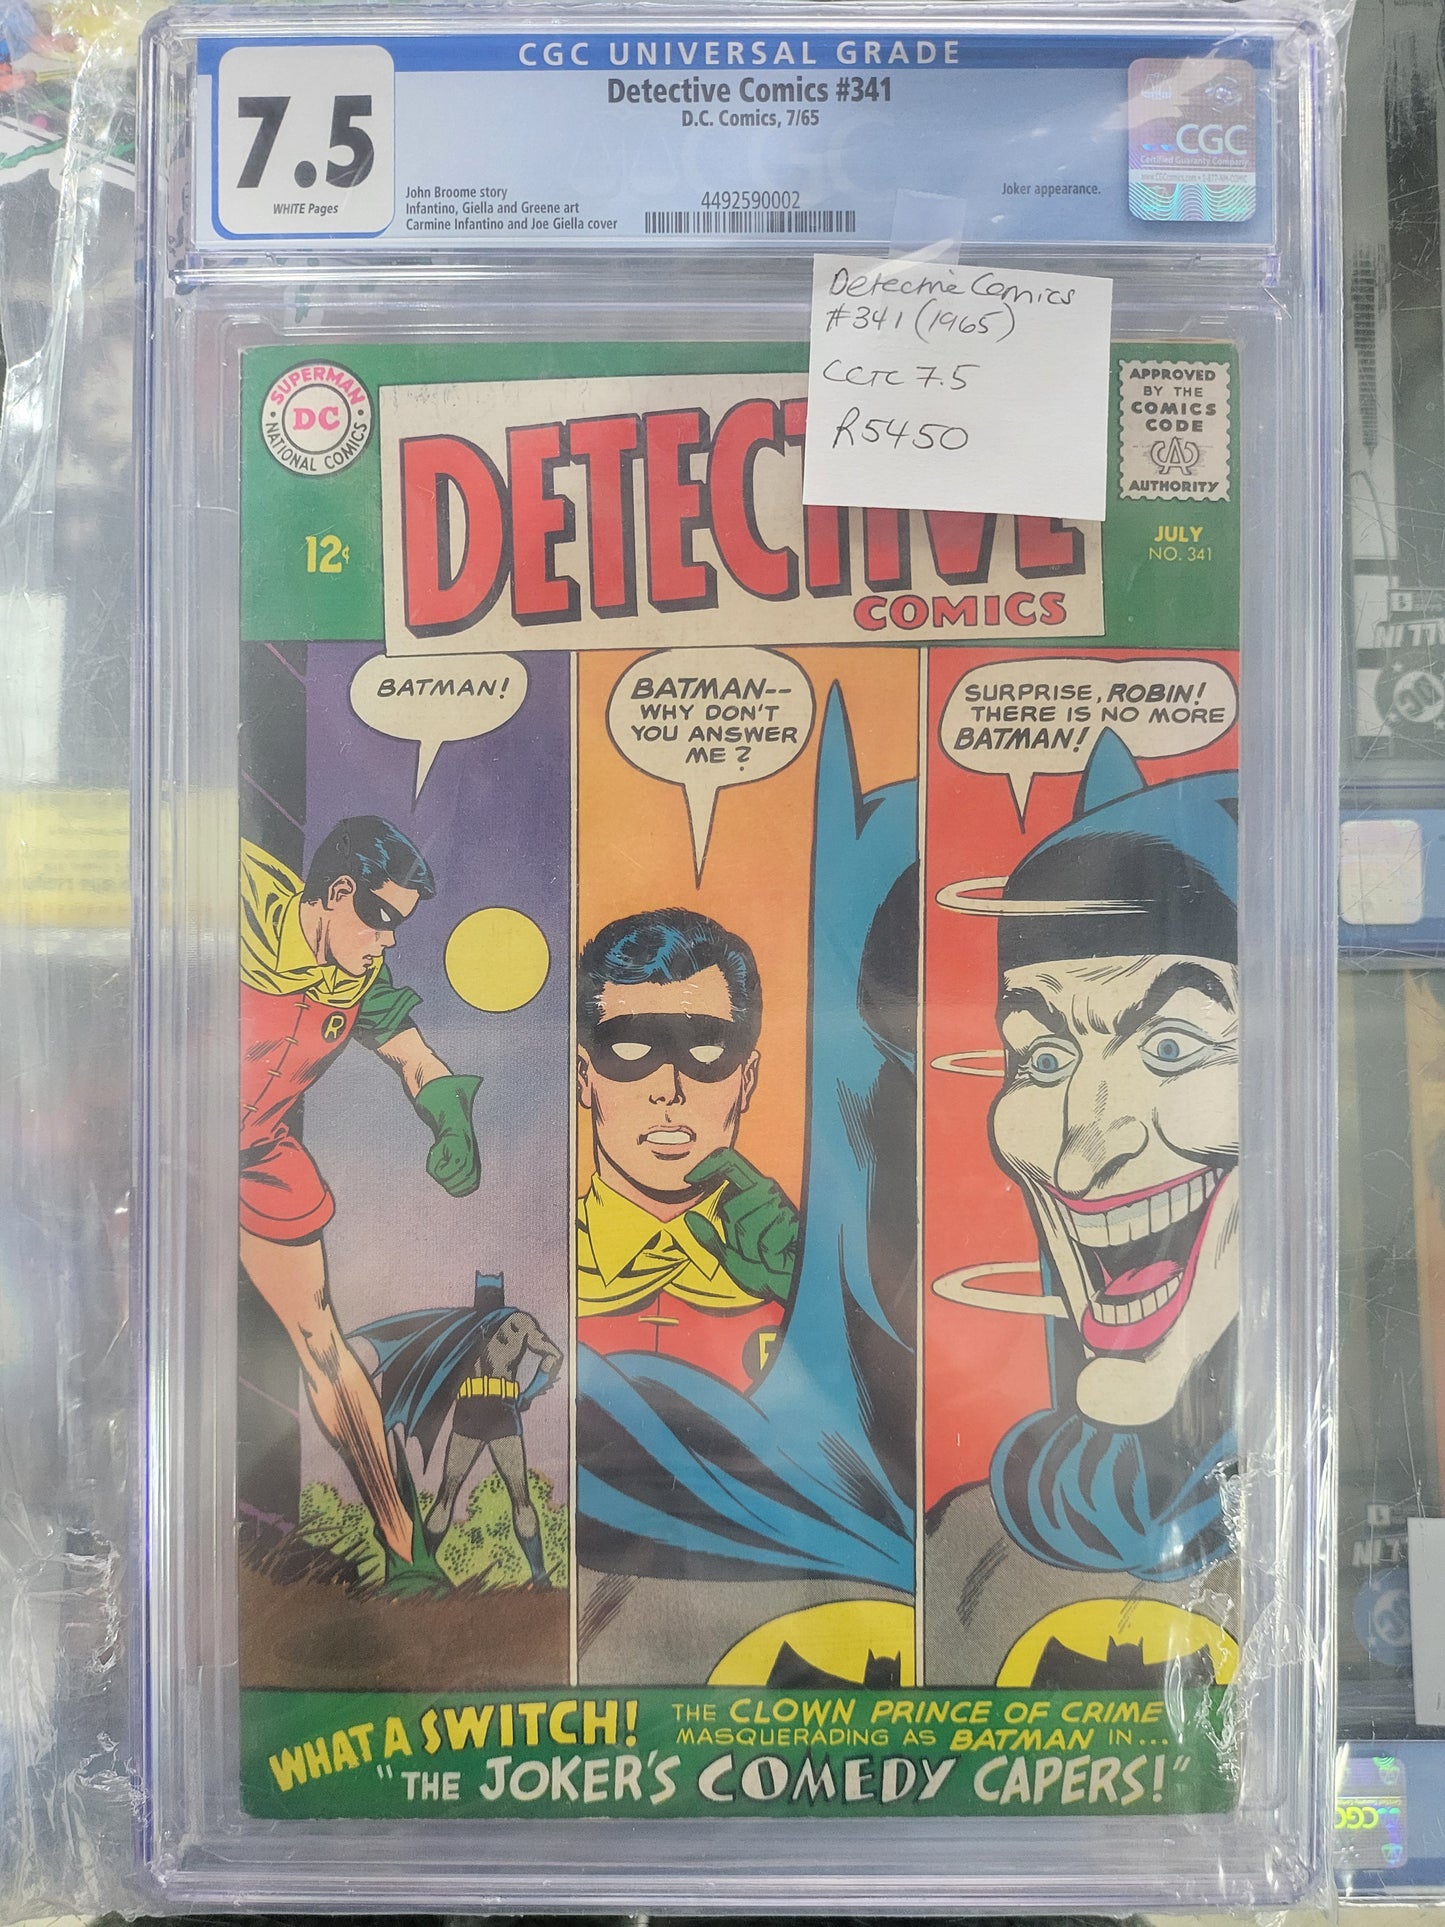 CGC UNIVERSAL GRADE
Detective Comics #341
D.C. Comics, 7/65
7.5
WHITE Pages
John Broome story
Infantino, Giella and Greene art
Carmine Infantino and Joe Giella cover
4492590002
Joker appearance.
CGC
Certified Guaranty Company
Detective Comics
#341 (1965)
CGC 7.5
R5450
SUPERMAN
DC
NATIONAL COMICS
12¢
DETECTIVE
COMICS
APPROVED
BY THE
COMICS
CODE
AUTHORITY
JULY
NO. 341
BATMAN!
BATMAN--
WHY DON'T
YOU ANSWER
ME?
SURPRISE, ROBIN!
THERE IS NO MORE
BATMAN!
R
WHAT A SWITCH!
THE CLOWN PRINCE OF CRIME
MASQUERADING AS BATMAN IN...
"THE JOKER'S COMEDY CAPERS!"